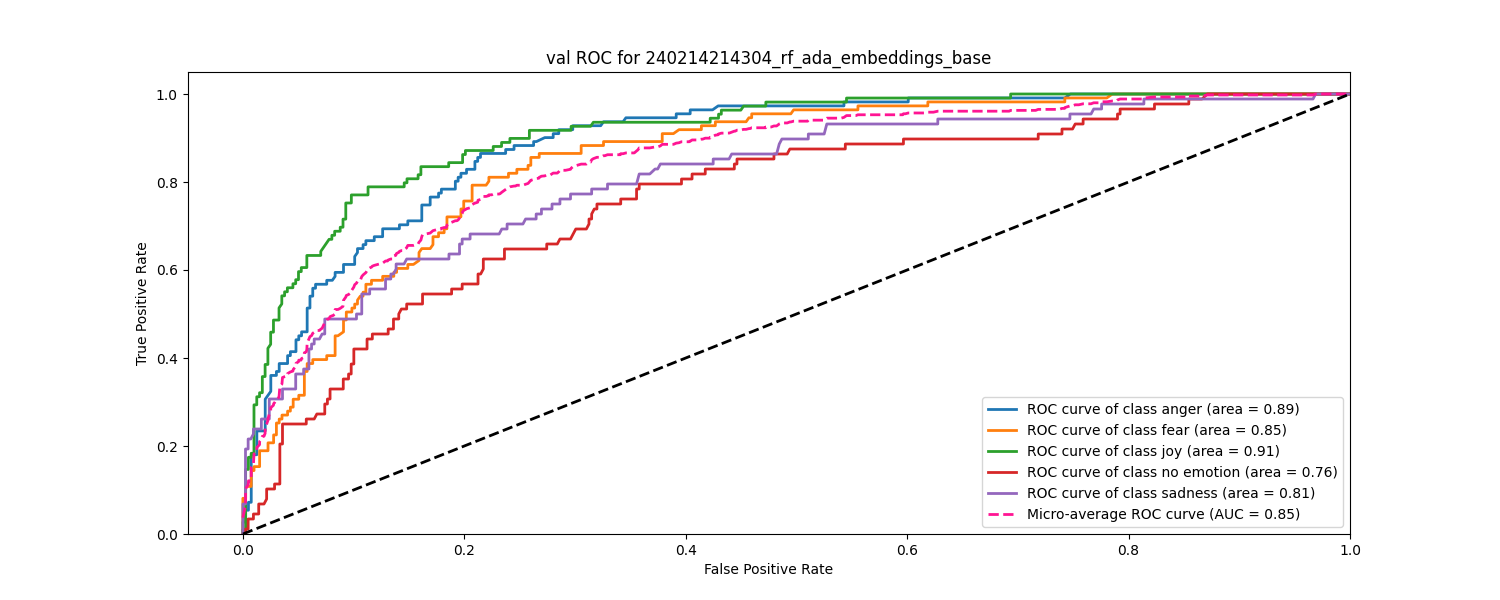 val ROC for 240214214304_rf_ada_embeddings_base
True Positive Rate
1.0
0.8
0.6
0.4
0.2
0.0
ROC curve of class anger (area = 0.89)
ROC curve of class fear (area = 0.85)
ROC curve of class joy (area = 0.91)
ROC curve of class no emotion (area = 0.76)
ROC curve of class sadness (area = 0.81)
Micro-average ROC curve (AUC = 0.85)
0.0 0.2 0.4 0.6 0.8 1.0
False Positive Rate